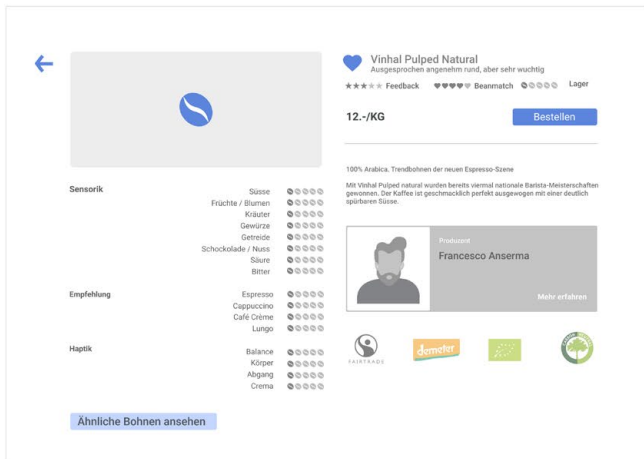 Vinhal Pulped Natural
Ausgesprochen angenehm rund, aber sehr wuchtig
Feedback Beanmatch Lager
12.-/KG Bestellen
100% Arabica. Trendbohnen der neuen Espresso-Szene
Mit Vinhal Pulped natural wurden bereits viermal nationale Barista-Meisterschaften
gewonnen. Der Kaffee ist geschmacklich perfekt ausgewogen mit einer deutlich
spürbaren Süsse.
Produzent
Francesco Anserma
Mehr erfahren
FAIRTRADE
demeter
Sensorik
Süsse
Früchte / Blumen
Kräuter
Gewürze
Getreide
Schockolade / Nuss
Säure
Bitter
Empfehlung
Espresso
Cappuccino
Café Crème
Lungo
Haptik
Balance
Körper
Abgang
Crema
Ähnliche Bohnen ansehen